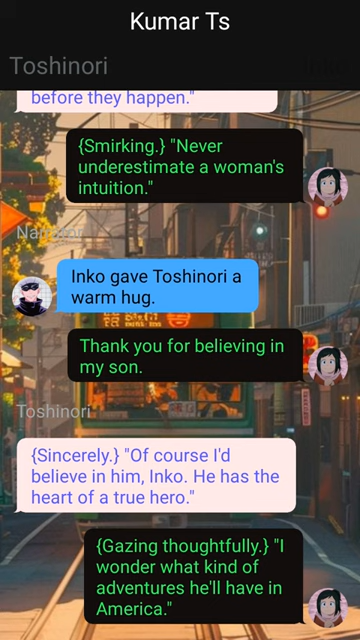 Kumar Ts
Toshinori
before they happen."
{Smirking.} "Never
underestimate a woman's
intuition."
Inko gave Toshinori a
warm hug.
Thank you for believing in
my son.
Toshinori
{Sincerely.} "Of course I'd
believe in him, Inko. He has the
heart of a true hero."
{Gazing thoughtfully.} "I
wonder what kind of
adventures he'll have in
America."